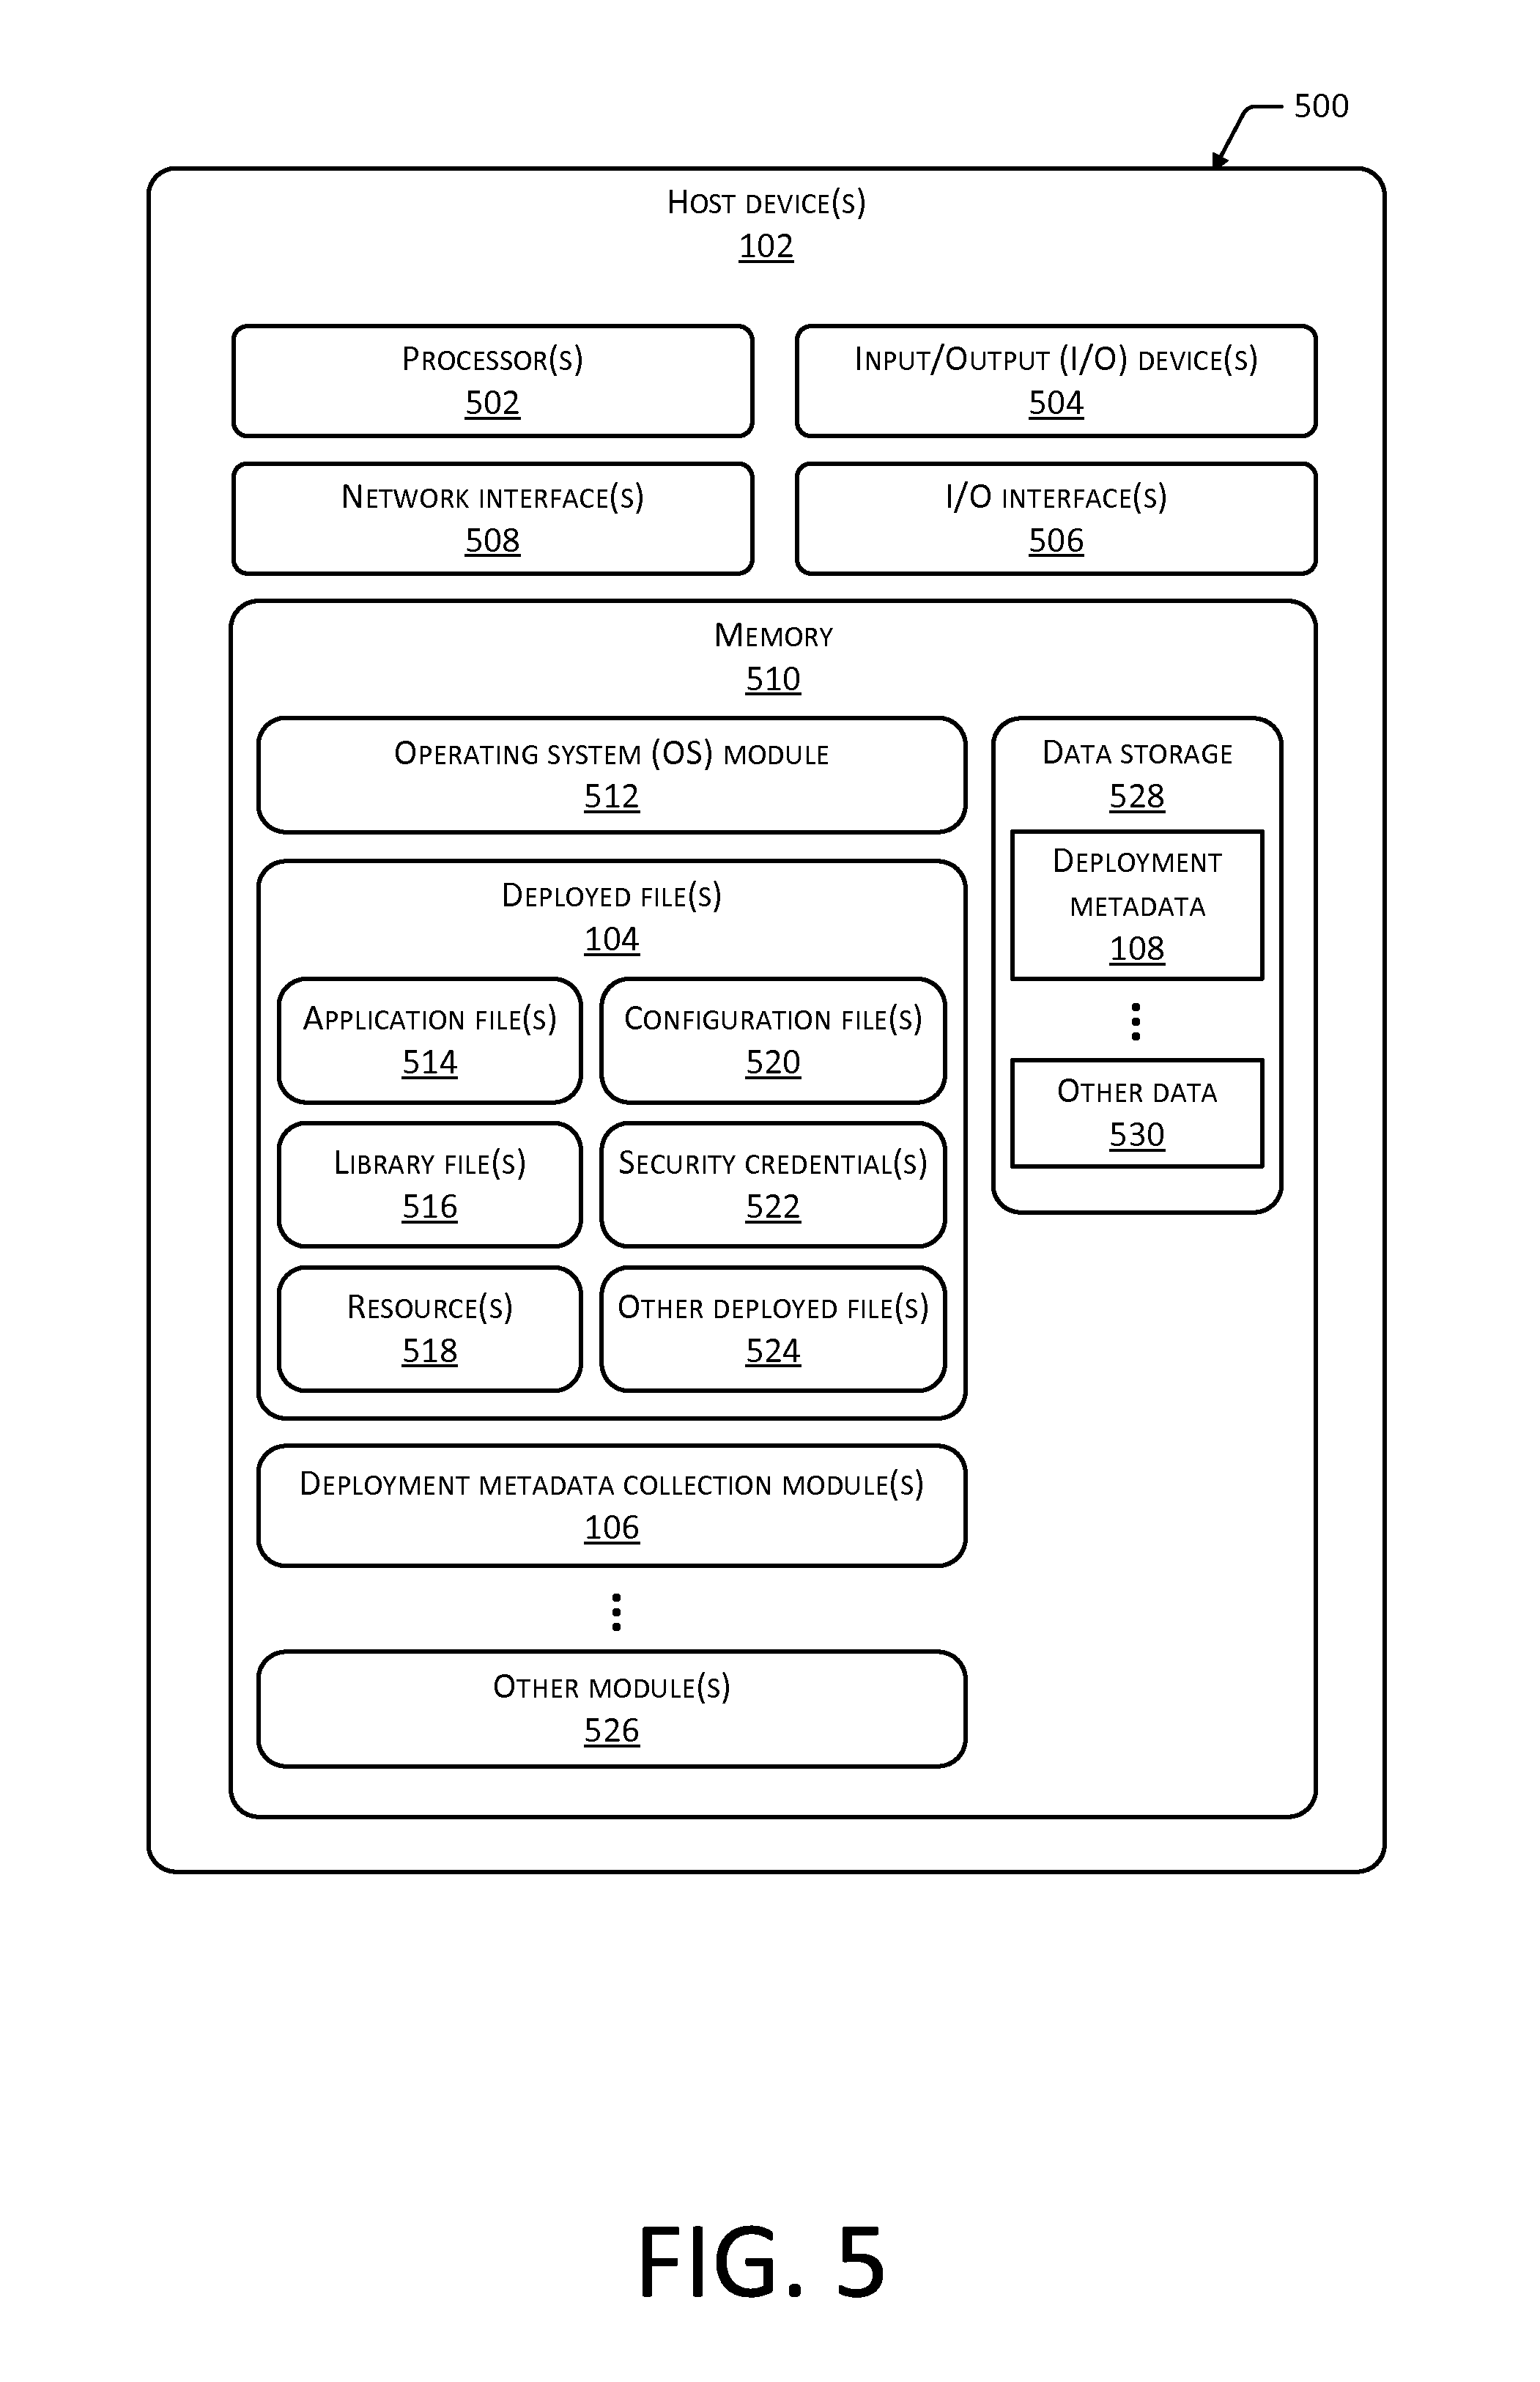 500
Host device(s)
102
Processor(s)
502
Input/Output (I/O) device(s)
504
Network interface(s)
508
I/O interface(s)
506
Memory
510
Operating system (OS) module
512
Deployed file(s)
104
Application file(s)
514
Configuration file(s)
520
Library file(s)
516
Security credential(s)
522
Resource(s)
518
Other deployed file(s)
524
Deployment metadata collection module(s)
106
Other module(s)
526
Data storage
528
Deployment
metadata
108
Other data
530
FIG. 5